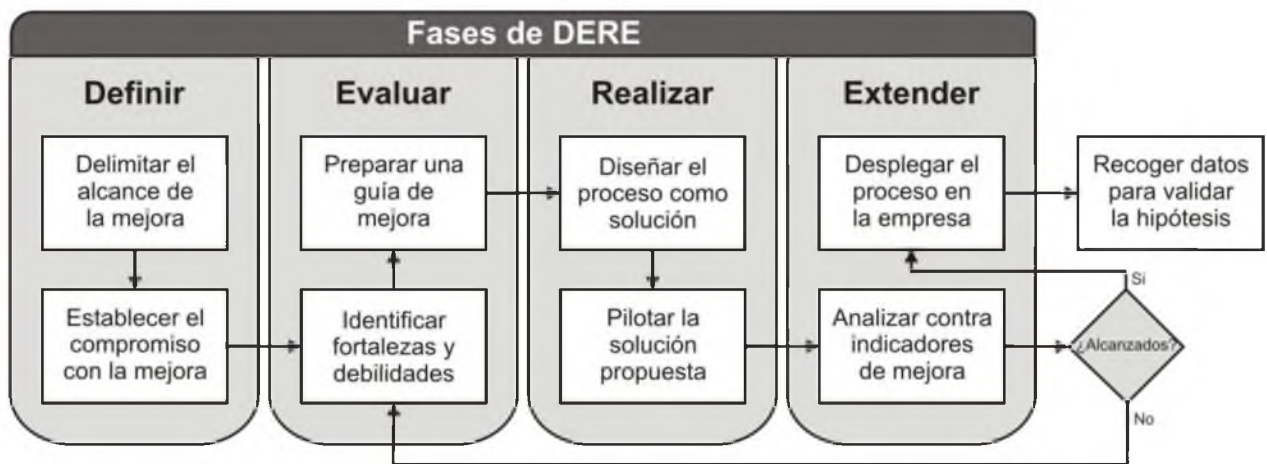 Fases de DERE
Definir
Evaluar
Realizar
Extender
Delimitar el
alcance de
la mejora
Preparar una
guía de
mejora
Diseñar el
proceso como
solución
Desplegar el
proceso en
la empresa
Recoger datos
para validar
la hipótesis
Establecer el
compromiso
con la mejora
Identificar
fortalezas y
debilidades
Pilotar la
solución
propuesta
Analizar contra
indicadores
de mejora
¿Alcanzados?
Si
No